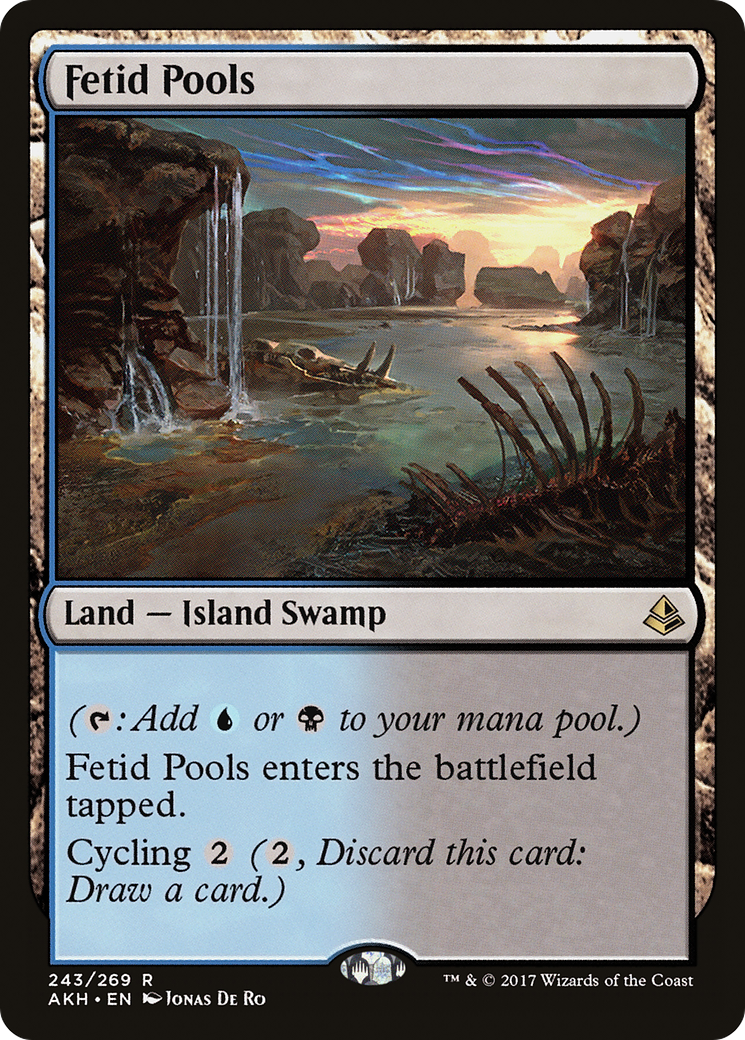 Fetid Pools
Land — Island Swamp
(: Add or to your mana pool.)
Fetid Pools enters the battlefield
tapped.
Cycling 2 (2, Discard this card:
Draw a card.)
243/269 R
™ & © 2017 Wizards of the Coast
AKH • EN Jonas De Ro